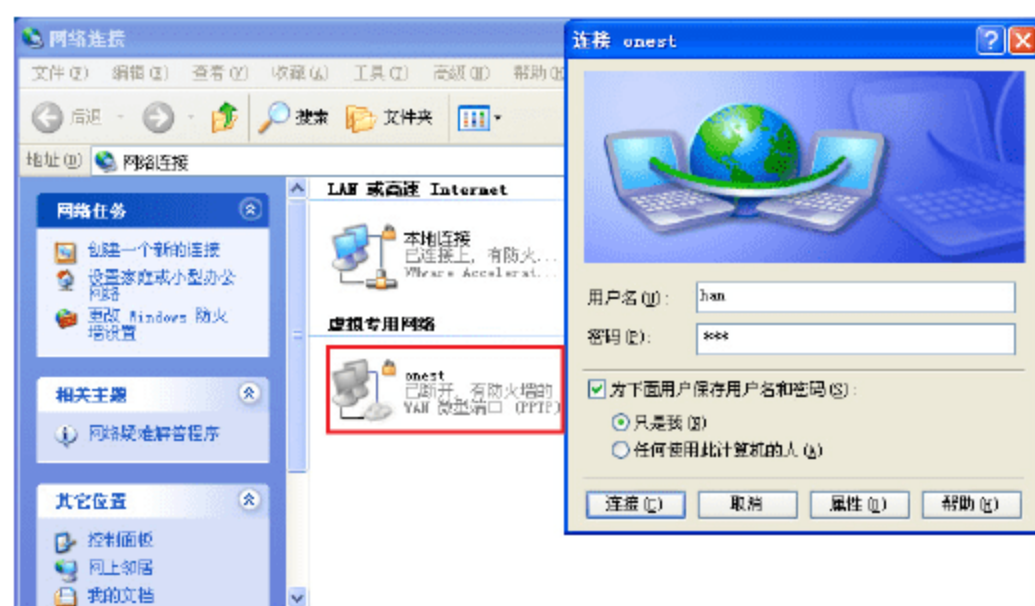 网络连接
文件(F) 编辑(E) 查看(V) 收藏(A) 工具(T) 高级(N) 帮助(H)
后退 搜索 文件夹
地址(D) 网络连接
网络任务
创建一个新的连接
设置家庭或小型办公
网络
更改 Windows 防火
墙设置
相关主题
网络疑难解答程序
其它位置
控制面板
网上邻居
我的文档
LAN 或高速 Internet
本地连接
已连接上, 有防火...
VMware Accelerat...
虚拟专用网络
onest
已断开, 有防火墙的
WAN 微型端口 (PPTP)
连接 onest
用户名(U): han
密码(P): ***
为下面用户保存用户名和密码(S):
只是我(N)
任何使用此计算机的人(A)
连接(C) 取消 属性(O) 帮助(H)